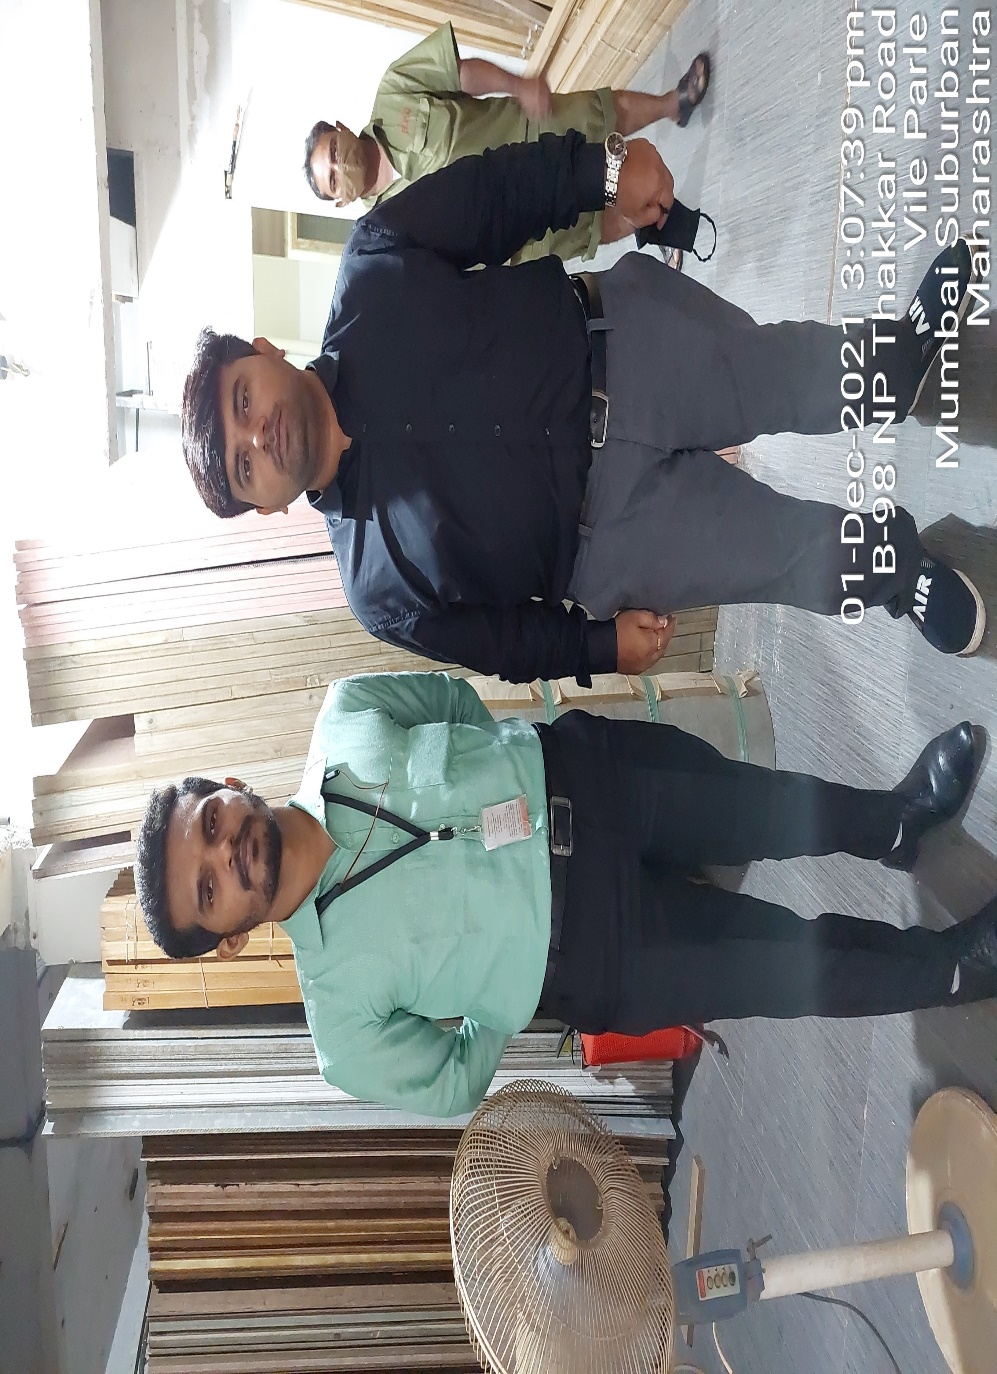 01-Dec-2021 3:07:39 pm
B-98 NP Thakkar Road
Vile Parle
Mumbai Suburban
Maharashtra
AIR
AIR